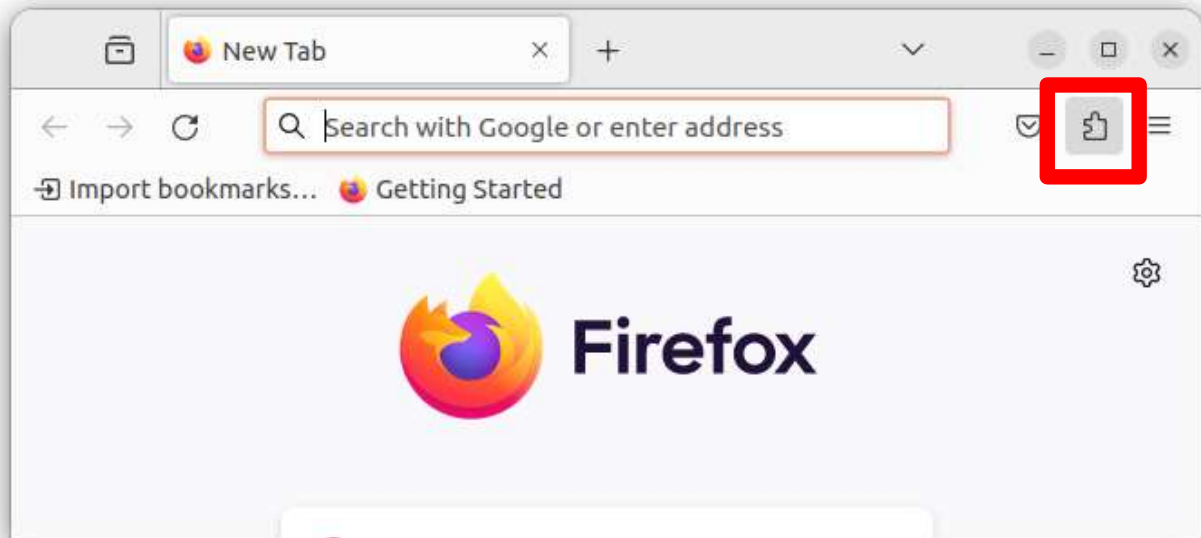 New Tab
Search with Google or enter address
Import bookmarks... Getting Started
Firefox